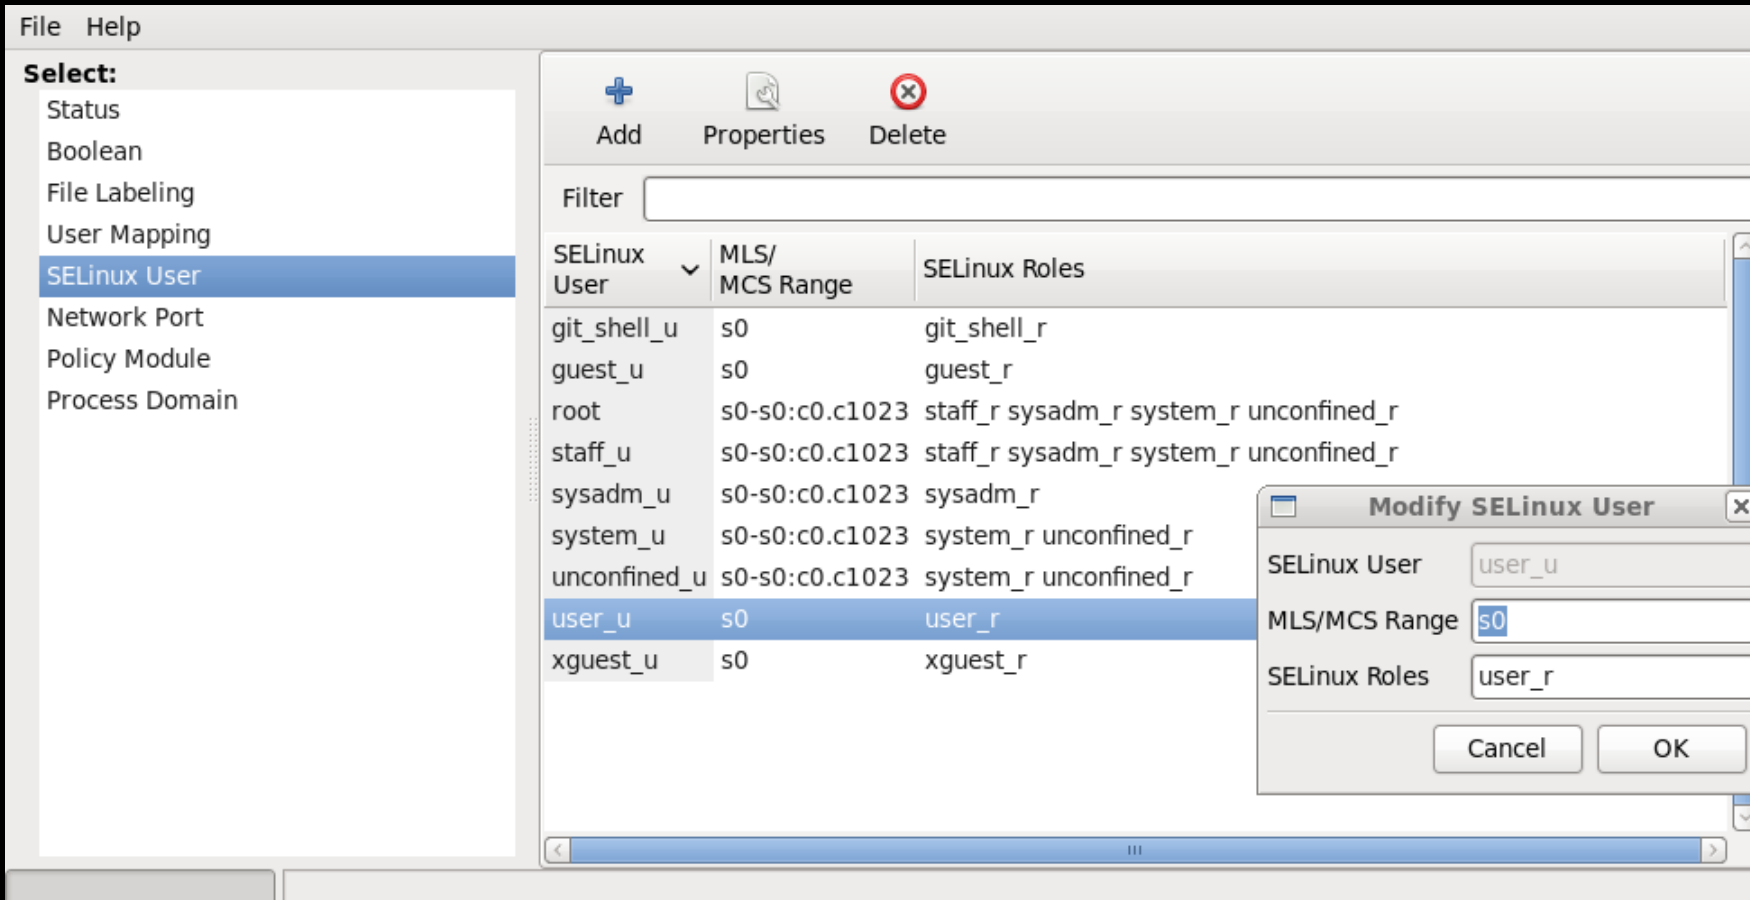 File Help
Select:
Status
Boolean
File Labeling
User Mapping
SELinux User
Network Port
Policy Module
Process Domain
Add Properties Delete
Filter
SELinux User MLS/MCS Range SELinux Roles
git_shell_u s0 git_shell_r
guest_u s0 guest_r
root s0-s0:c0.c1023 staff_r sysadm_r system_r unconfined_r
staff_u s0-s0:c0.c1023 staff_r sysadm_r system_r unconfined_r
sysadm_u s0-s0:c0.c1023 sysadm_r
system_u s0-s0:c0.c1023 system_r unconfined_r
unconfined_u s0-s0:c0.c1023 system_r unconfined_r
user_u s0 user_r
xguest_u s0 xguest_r
Modify SELinux User
SELinux User user_u
MLS/MCS Range s0
SELinux Roles user_r
Cancel OK